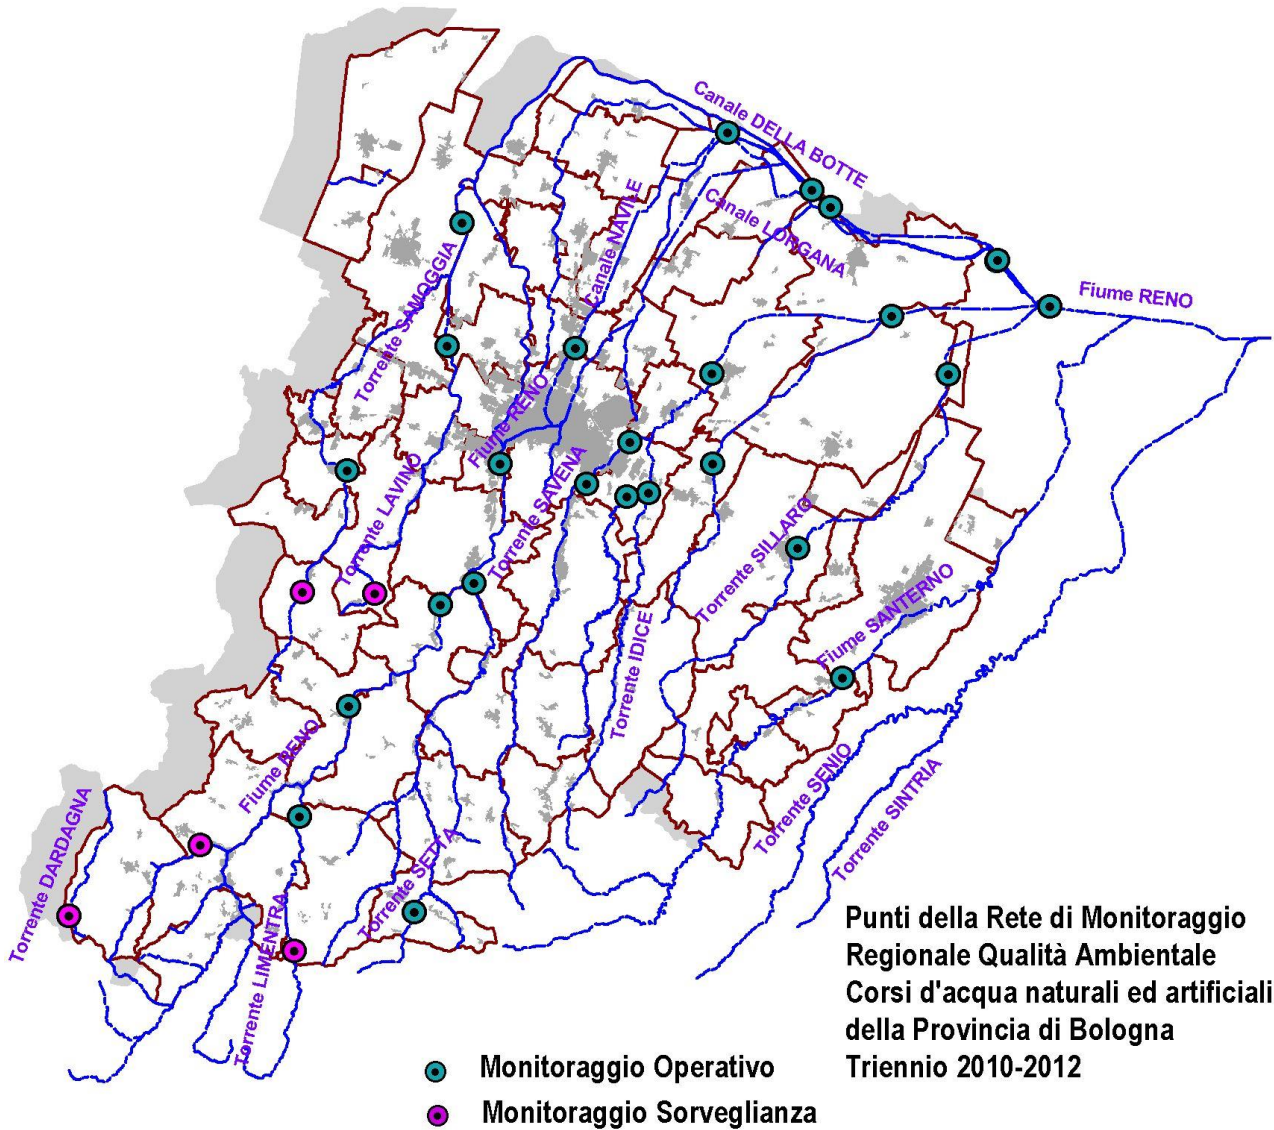 Canale DELLA BOTTE
Canale NAVILE
Canale LORGANA
Torrente SAMOGGIA
Fiume RENO
Fiume RENO
Torrente LAVINO
Torrente SAVENA
Torrente SILLARO
Fiume SANTERNO
Torrente IDICE
Fiume RENO
Torrente SENIO
Torrente SINTRIA
Torrente DARDAGNA
Torrente SETTA
Torrente LIMENTRA
Punti della Rete di Monitoraggio
Regionale Qualità Ambientale
Corsi d'acqua naturali ed artificiali
della Provincia di Bologna
Triennio 2010-2012
Monitoraggio Operativo
Monitoraggio Sorveglianza